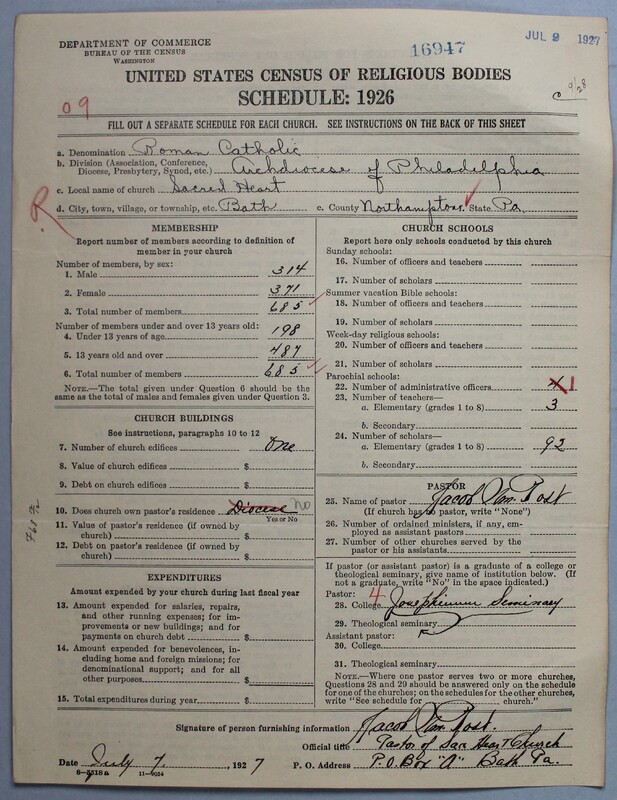 DEPARTMENT OF COMMERCE
BUREAU OF THE CENSUS
WASHINGTON
16947
JUL 9 1927
9/28
UNITED STATES CENSUS OF RELIGIOUS BODIES
SCHEDULE: 1926
09
FILL OUT A SEPARATE SCHEDULE FOR EACH CHURCH. SEE INSTRUCTIONS ON THE BACK OF THIS SHEET
a. Denomination Roman Catholic
b. Division (Association, Conference, Diocese, Presbytery, Synod, etc.) Archdiocese of Philadelphia
c. Local name of church Sacred Heart
R
d. City, town, village, or township, etc. Bath e. County Northampton State Pa.
MEMBERSHIP
Report number of members according to definition of
member in your church
Number of members, by sex:
1. Male 314
2. Female 371
3. Total number of members 685
Number of members under and over 13 years old:
4. Under 13 years of age 198
5. 13 years old and over 487
6. Total number of members 685
NOTE.—The total given under Question 6 should be
same as the total of males and females given under Question 3.
CHURCH BUILDINGS
See instructions, paragraphs 10 to 12
7. Number of church edifices One
8. Value of church edifices $
9. Debt on church edifices $
10. Does church own pastor's residence Diocese No
Yes or No
11. Value of pastor's residence (if owned by
church) $
12. Debt on pastor's residence (if owned by
church) $
EXPENDITURES
Amount expended by your church during last fiscal year
13. Amount expended for salaries, repairs,
and other running expenses; for im-
provements or new buildings; and for
payments on church debt $
14. Amount expended for benevolences, in-
cluding home and foreign missions; for
denominational support; and for all
other purposes $
15. Total expenditures during year $
CHURCH SCHOOLS
Report here only schools conducted by this church
Sunday schools:
16. Number of officers and teachers
17. Number of scholars
Summer vacation Bible schools:
18. Number of officers and teachers
19. Number of scholars
Week-day religious schools:
20. Number of officers and teachers
21. Number of scholars
Parochial schools:
22. Number of administrative officers 1
23. Number of teachers—
a. Elementary (grades 1 to 8) 3
b. Secondary
24. Number of scholars—
a. Elementary (grades 1 to 8) 92
b. Secondary
PASTOR
25. Name of pastor Jacob Am. Post
(If church has no pastor, write "None")
26. Number of ordained ministers, if any, em-
ployed as assistant pastors
27. Number of other churches served by the
pastor or his assistants
If pastor (or assistant pastor) is a graduate of a college or
theological seminary, give name of institution below. (If
not a graduate, write "No" in the space indicated.)
Pastor: 4
28. College Josephinum Seminary
29. Theological seminary
Assistant pastor:
30. College
31. Theological seminary
NOTE.—Where one pastor serves two or more churches,
Questions 28 and 29 should be answered only on the schedule
for one of the churches; on the schedules for the other churches,
write "See schedule for church."
Signature of person furnishing information Jacob Am. Post.
Official title Pastor of Sac Heart Church
Date July 7, 1927 P. O. Address P.O. Box "A" Bath Pa.
8-5518 a 11-9054